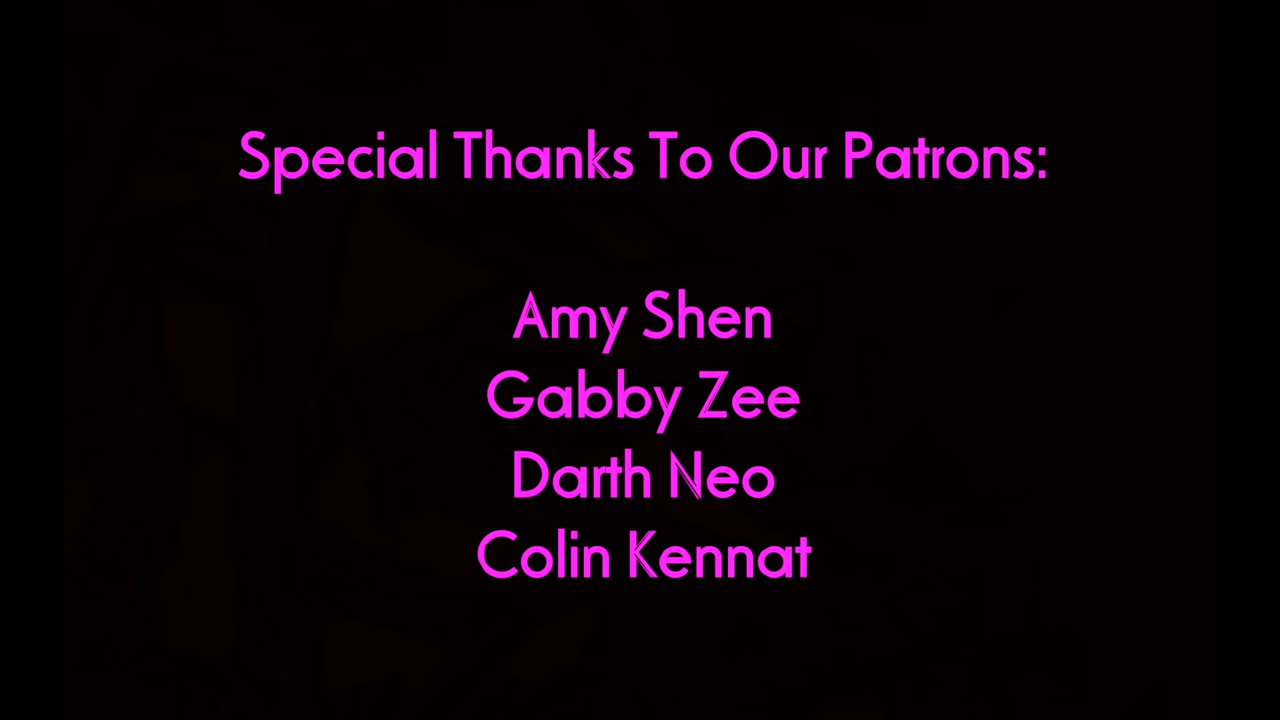 Special Thanks To Our Patrons:
Amy Shen
Gabby Zee
Darth Neo
Colin Kennat